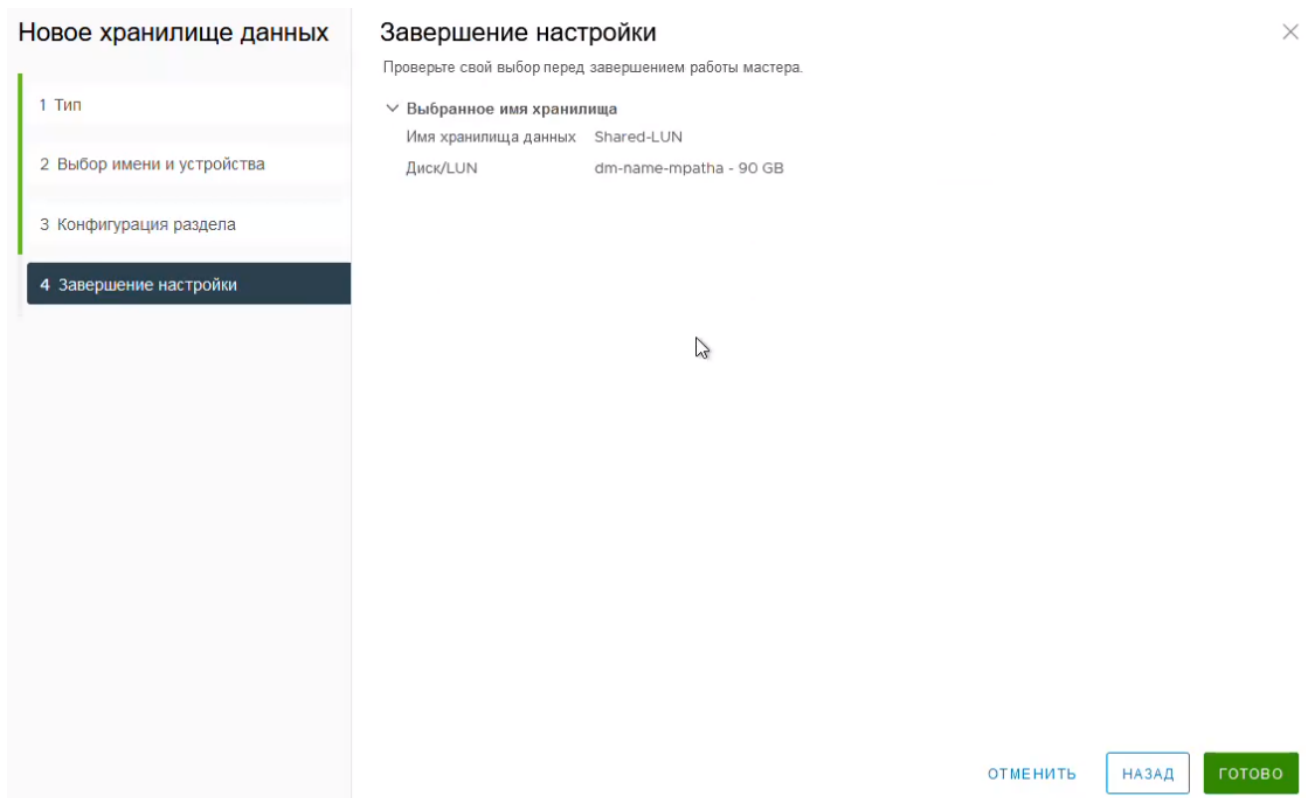 Новое хранилище данных
1 Тип
2 Выбор имени и устройства
3 Конфигурация раздела
4 Завершение настройки
Завершение настройки
Проверьте свой выбор перед завершением работы мастера.
Выбранное имя хранилища
Имя хранилища данных Shared-LUN
Диск/LUN dm-name-mpatha - 90 GB
ОТМЕНИТЬ НАЗАД ГОТОВО